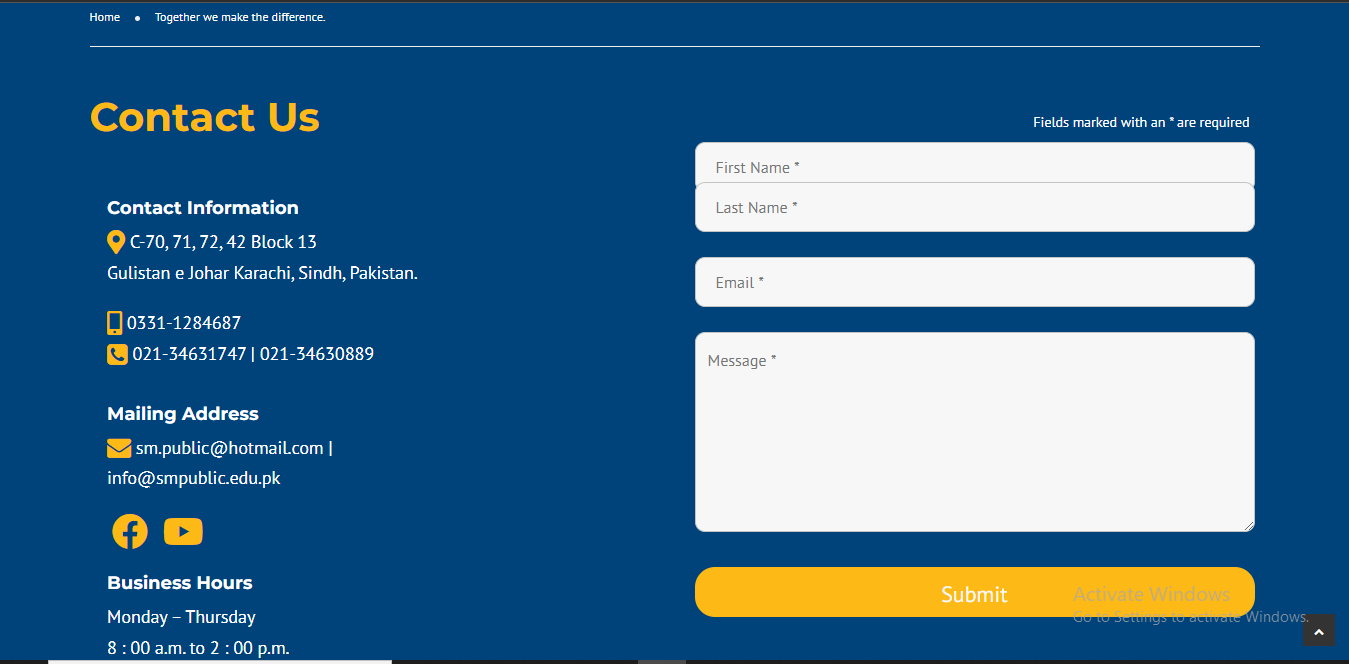 Home • Together we make the difference.
Contact Us
Contact Information
C-70, 71, 72, 42 Block 13
Gulistan e Johar Karachi, Sindh, Pakistan.
0331-1284687
021-34631747 | 021-34630889
Mailing Address
sm.public@hotmail.com |
info@smpublic.edu.pk
Business Hours
Monday – Thursday
8 : 00 a.m. to 2 : 00 p.m.
Fields marked with an * are required
First Name *
Last Name *
Email *
Message *
Submit
Activate Windows
Go to Settings to activate Windows.